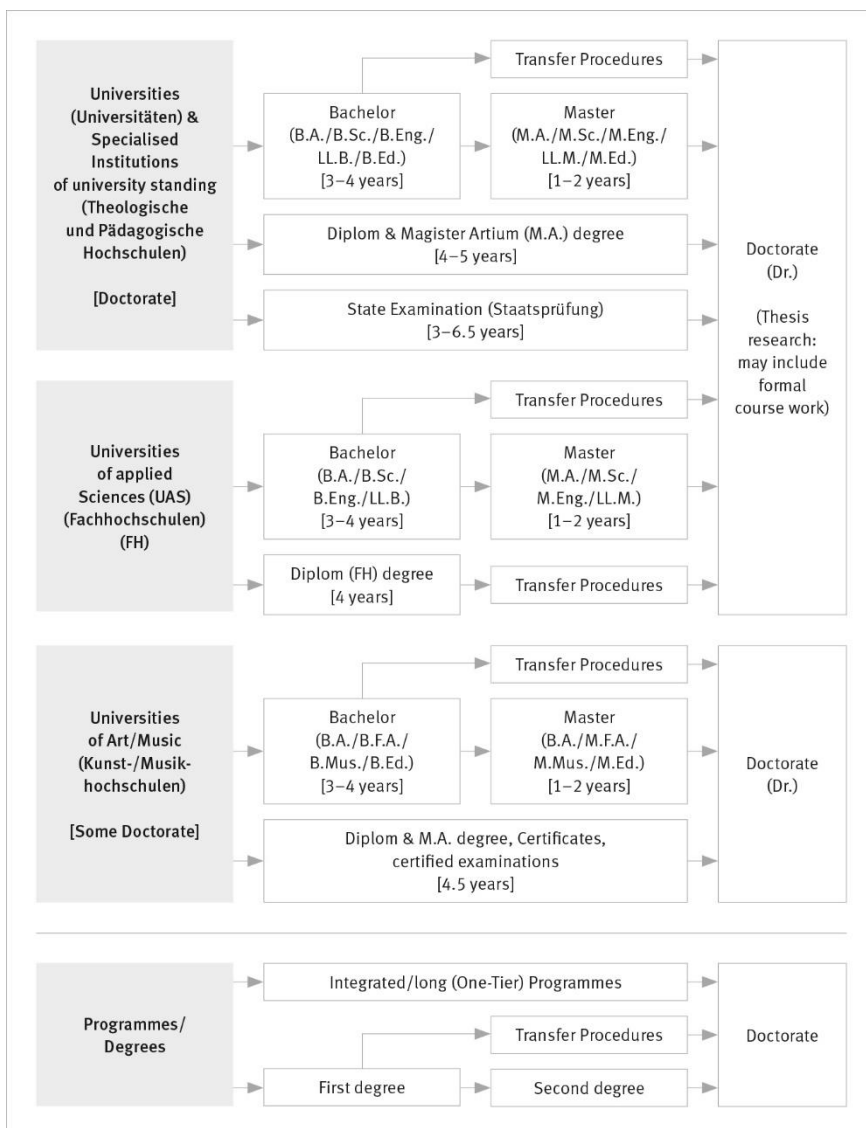 Universities
(Universitäten) &
Specialised
Institutions
of university standing
(Theologische
und Pädagogische
Hochschulen)
[Doctorate]
Transfer Procedures
Bachelor
(B.A./B.Sc./B.Eng./
LL.B./B.Ed.)
[3–4 years]
Master
(M.A./M.Sc./M.Eng./
LL.M./M.Ed.)
[1–2 years]
Diplom & Magister Artium (M.A.) degree
[4–5 years]
State Examination (Staatsprüfung)
[3–6.5 years]
Doctorate
(Dr.)
(Thesis
research:
may include
formal
course work)
Universities
of applied
Sciences (UAS)
(Fachhochschulen)
(FH)
Transfer Procedures
Bachelor
(B.A./B.Sc./
B.Eng./LL.B.)
[3–4 years]
Master
(M.A./M.Sc./
M.Eng./LL.M.)
[1–2 years]
Diplom (FH) degree
[4 years]
Transfer Procedures
Universities
of Art/Music
(Kunst-/Musik-
hochschulen)
[Some Doctorate]
Transfer Procedures
Bachelor
(B.A./B.F.A./
B.Mus./B.Ed.)
[3–4 years]
Master
(B.A./M.F.A./
M.Mus./M.Ed.)
[1–2 years]
Diplom & M.A. degree, Certificates,
certified examinations
[4.5 years]
Doctorate
(Dr.)
Programmes/
Degrees
Integrated/long (One-Tier) Programmes
Transfer Procedures
First degree
Second degree
Doctorate